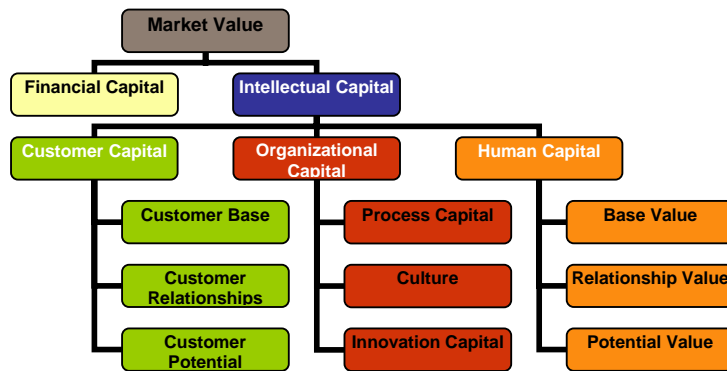 Market Value
Financial Capital
Intellectual Capital
Customer Capital
Organizational
Capital
Human Capital
Customer Base
Process Capital
Base Value
Customer
Relationships
Culture
Relationship Value
Customer
Potential
Innovation Capital
Potential Value